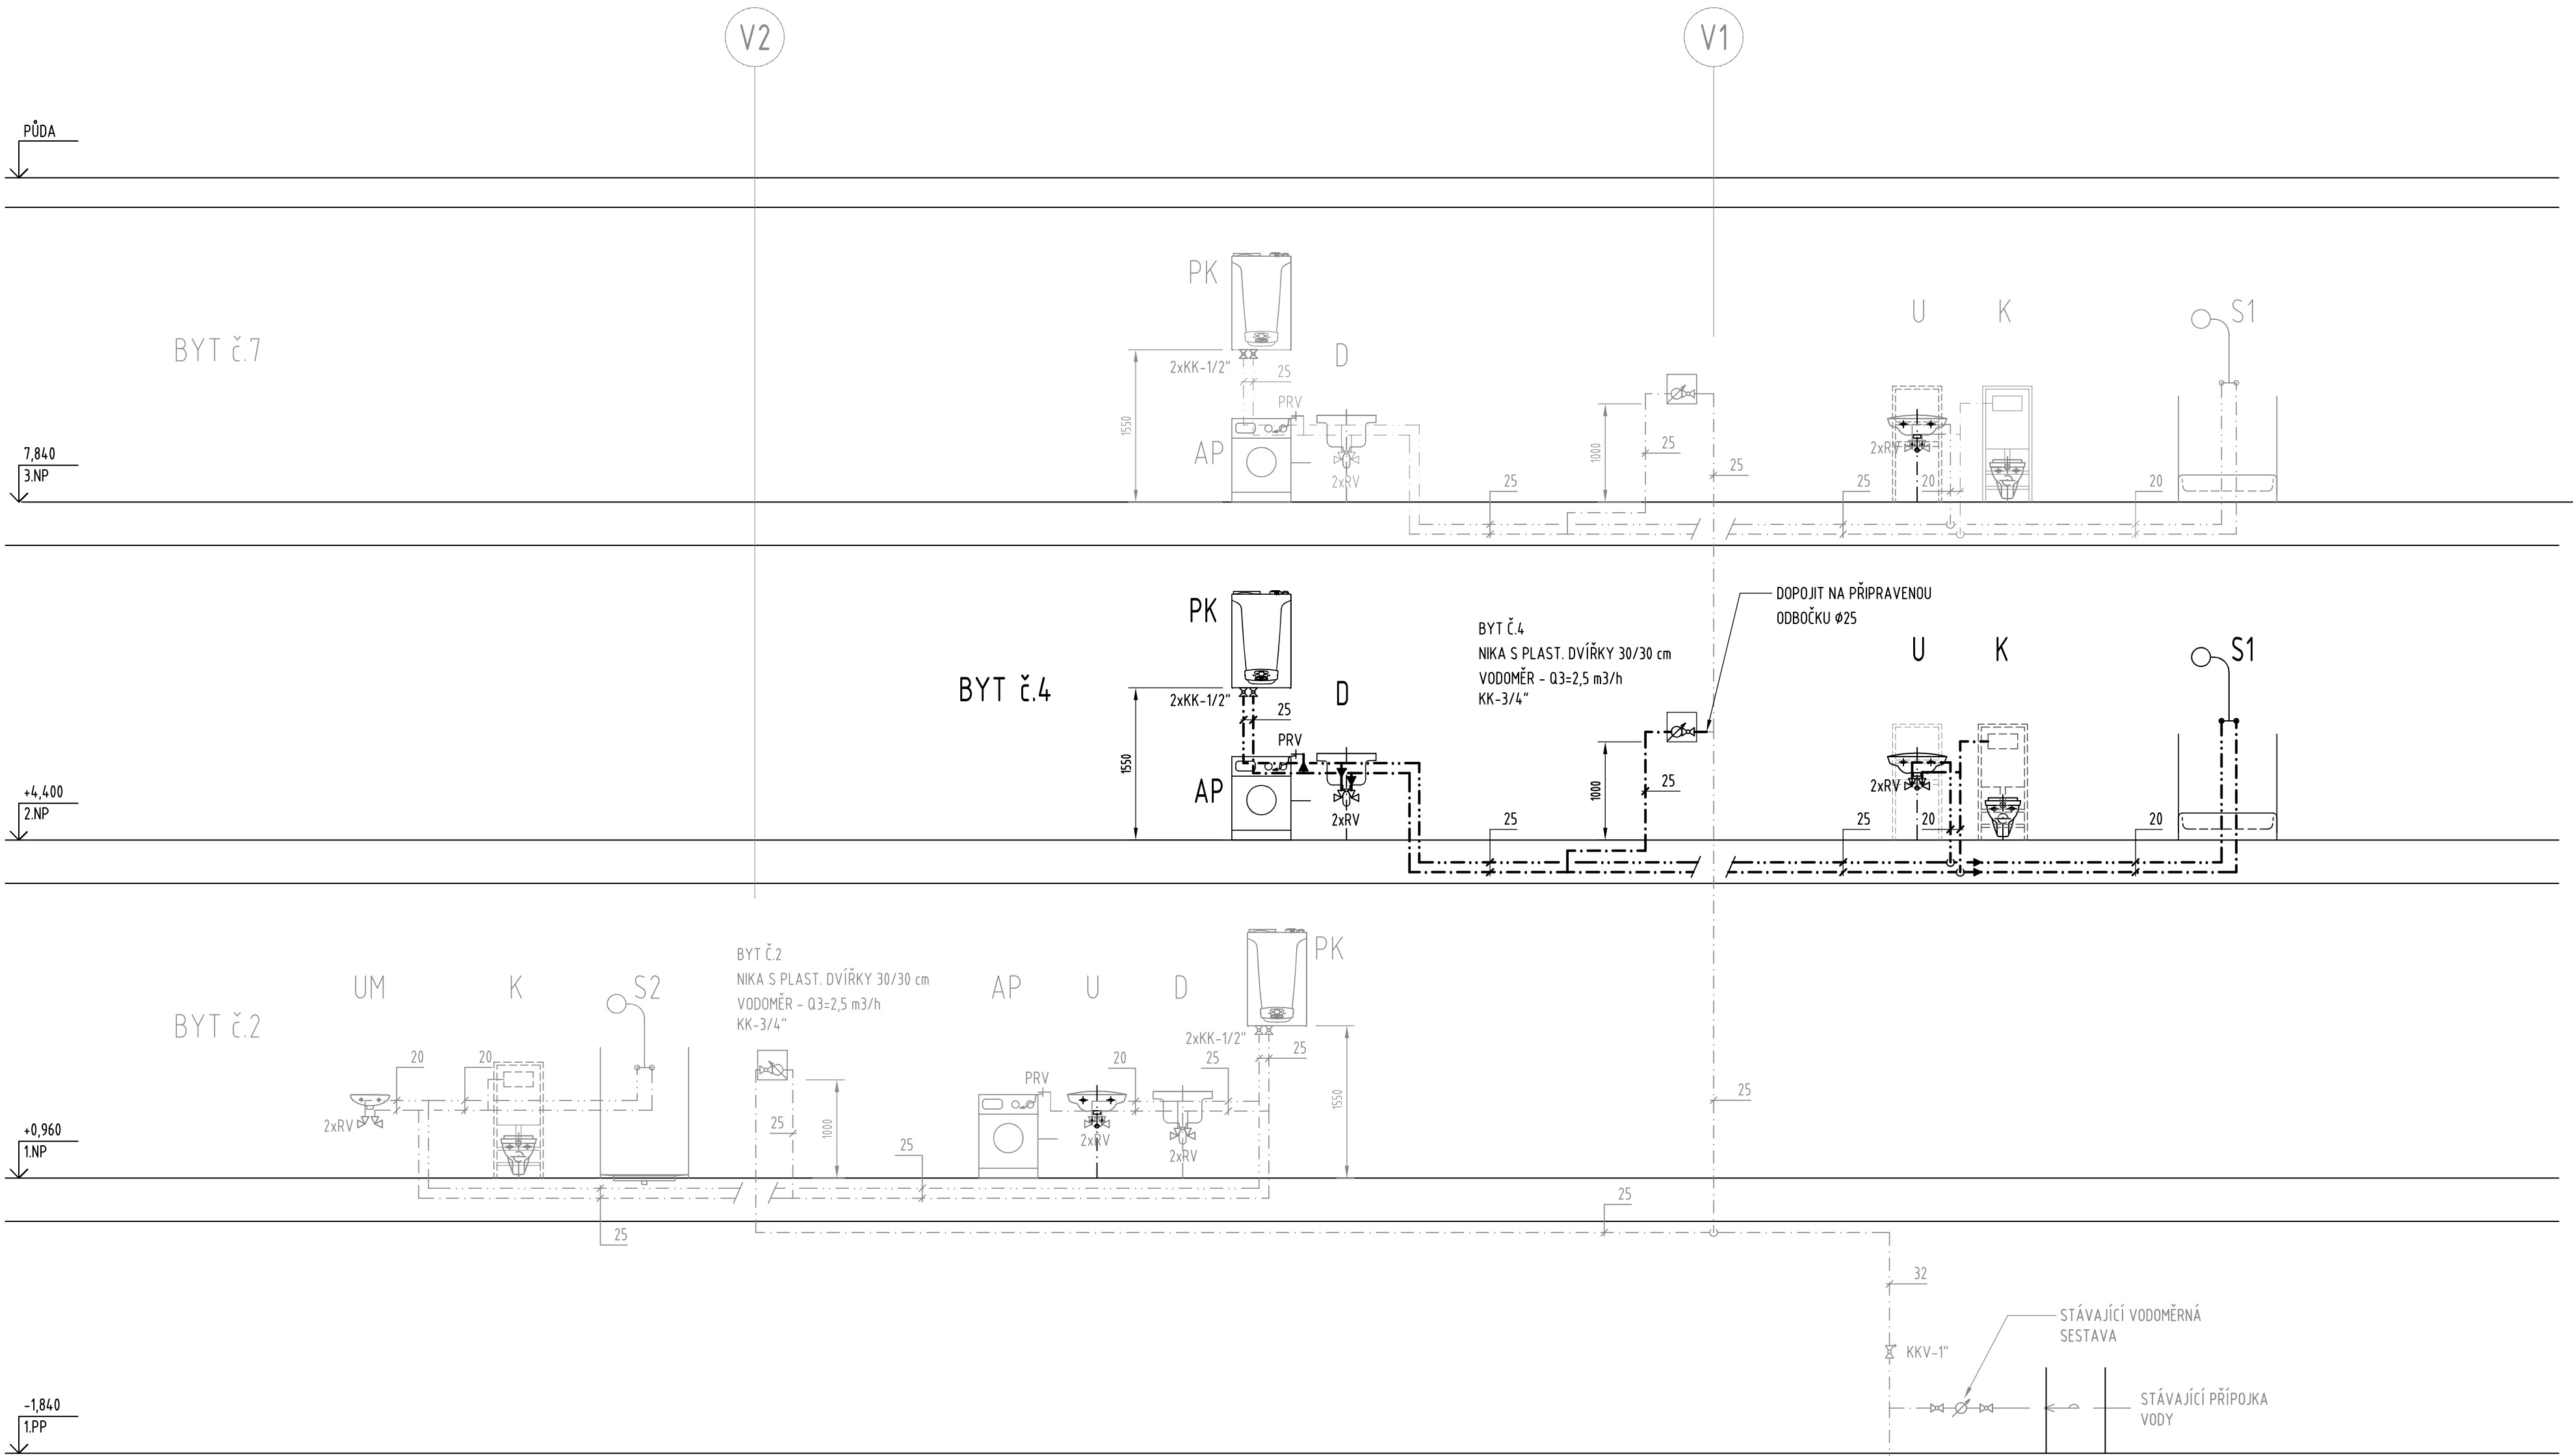 V2
V1
PŮDA
PK
U
K
S1
BYT č.7
D
2xKK-1/2"
25
PRV
1550
AP
2xRV
25
1000
25
25
2xRV
25
20
20
7,840
3.NP
DOPOJIT NA PŘIPRAVENOU
ODBOČKU ϕ25
PK
BYT Č.4
NIKA S PLAST. DVÍŘKY 30/30 cm
VODOMĚR - Q3=2,5 m3/h
KK-3/4"
U
K
S1
BYT č.4
D
2xKK-1/2"
25
PRV
1550
AP
2xRV
25
1000
25
2xRV
25
20
20
+4,400
2.NP
BYT Č.2
NIKA S PLAST. DVÍŘKY 30/30 cm
VODOMĚR - Q3=2,5 m3/h
KK-3/4"
PK
UM
K
S2
AP
U
D
BYT č.2
2xKK-1/2"
25
20
20
PRV
20
25
1550
25
2xRV
25
1000
25
2xRV
2xRV
+0,960
1.NP
25
25
32
STÁVAJÍCÍ VODOMĚRNÁ
SESTAVA
KKV-1"
STÁVAJÍCÍ PŘÍPOJKA
VODY
-1,840
1.PP